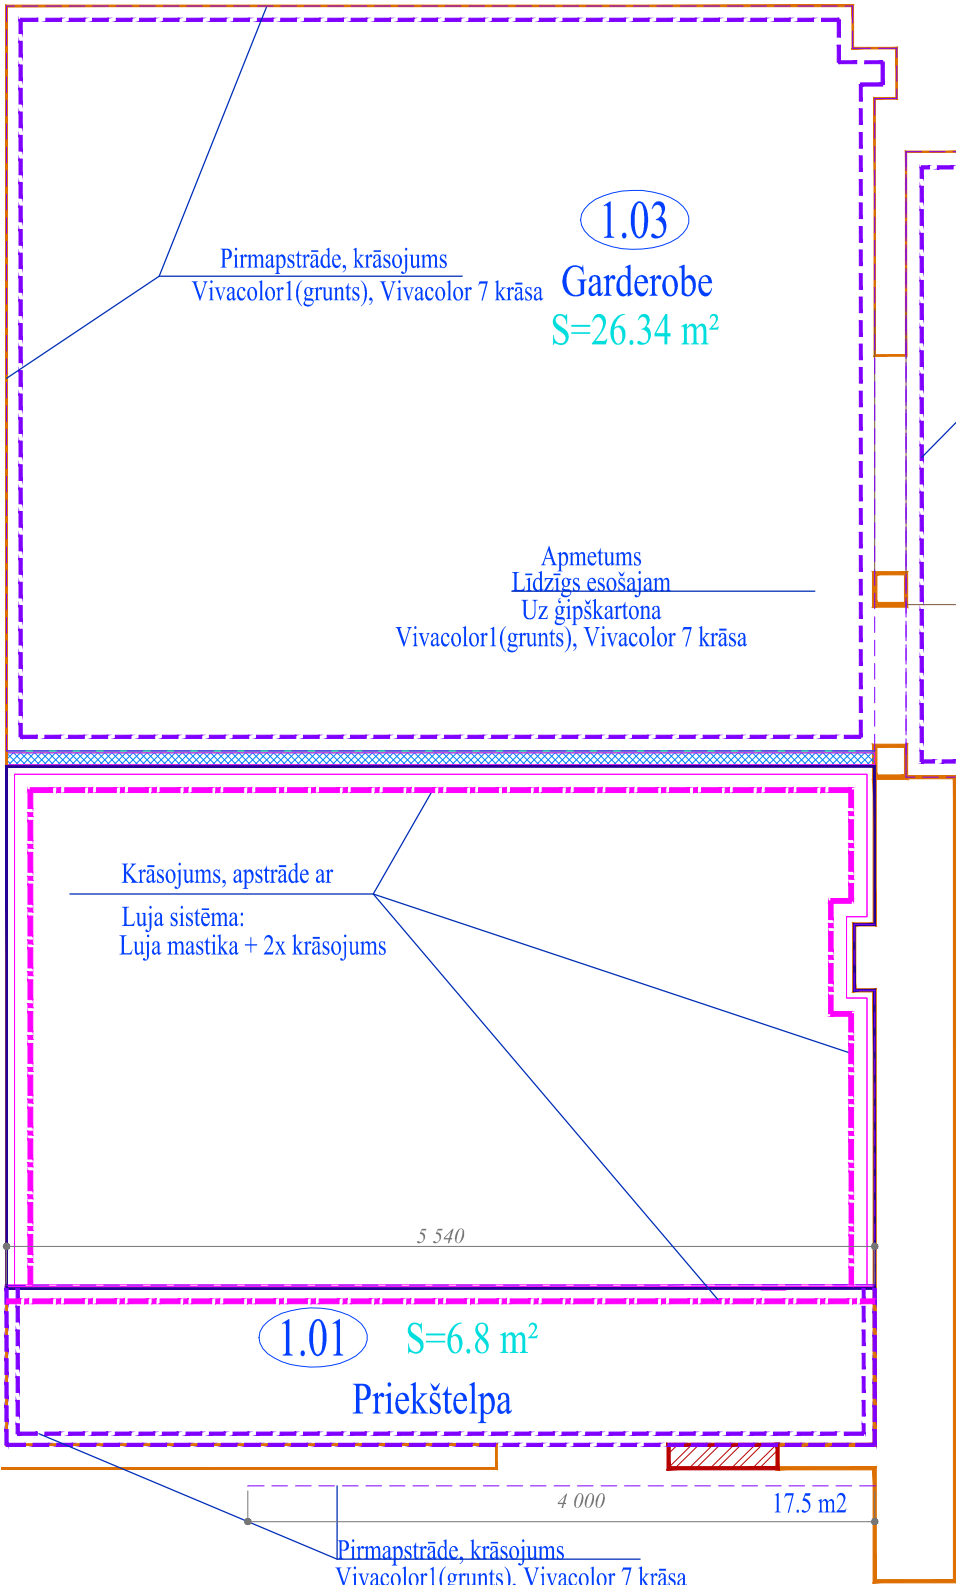 1.03
Pirmapstrāde, krāsojums
Vivacolor1(grunts), Vivacolor 7 krāsa
Garderobe
S=26.34 m²
Apmetums
Līdzīgs esošajam
Uz ģipškartona
Vivacolor1(grunts), Vivacolor 7 krāsa
Krāsojums, apstrāde ar
Luja sistēma:
Luja mastika + 2x krāsojums
5 540
1.01
S=6.8 m²
Priekštelpa
4 000
17.5 m2
Pirmapstrāde, krāsojums
Vivacolor1(grunts), Vivacolor 7 krāsa